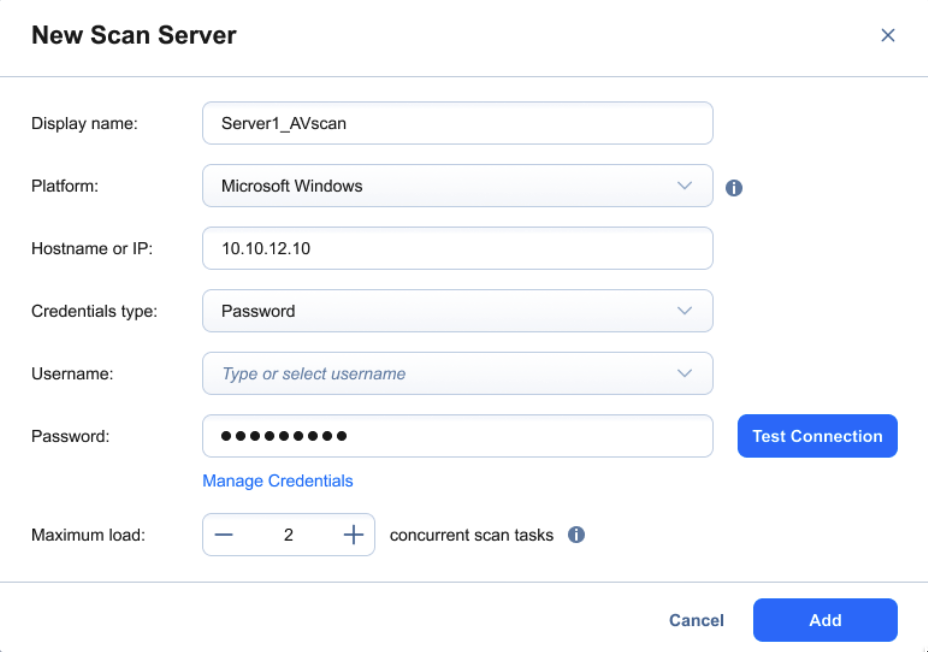 New Scan Server
Display name: Server1_AVscan
Platform: Microsoft Windows
Hostname or IP: 10.10.12.10
Credentials type: Password
Username: Type or select username
Password: ●●●●●●●●● Test Connection
Manage Credentials
Maximum load: 2 concurrent scan tasks
Cancel Add